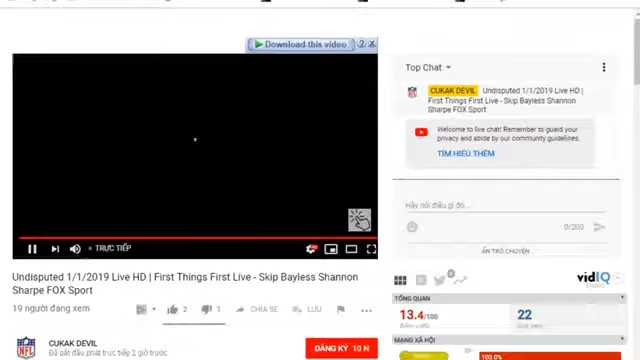 Download this video ? X
Top Chat
CUKAK DEVIL Undisputed 1/1/2019 Live HD |
First Things First Live - Skip Bayless Shannon
Sharpe FOX Sport
Welcome to live chat! Remember to guard your
privacy and abide by our community guidelines.
TÌM HIỂU THÊM
Hãy nói điều gì đó...
0/200
ẨN TRÒ CHUYỆN
TRỰC TIẾP
Undisputed 1/1/2019 Live HD | First Things First Live - Skip Bayless Shannon
Sharpe FOX Sport
19 người đang xem
2
1
CHIA SẺ
LƯU
CUKAK DEVIL
Đã bắt đầu phát trực tiếp 2 giờ trước
ĐĂNG KÝ 10 N
vidIQ
TỔNG QUAN
13.4/100
22
MẠNG XÃ HỘI
100.0%